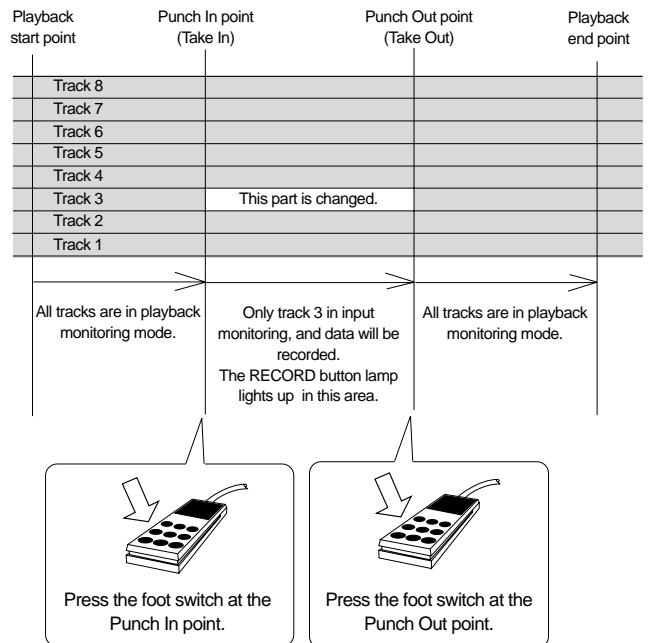 Playback
start point
Punch In point
(Take In)
Punch Out point
(Take Out)
Playback
end point
Track 8
Track 7
Track 6
Track 5
Track 4
Track 3
This part is changed.
Track 2
Track 1
All tracks are in playback
monitoring mode.
Only track 3 in input
monitoring, and data will be
recorded.
The RECORD button lamp
lights up in this area.
All tracks are in playback
monitoring mode.
Press the foot switch at the
Punch In point.
Press the foot switch at the
Punch Out point.